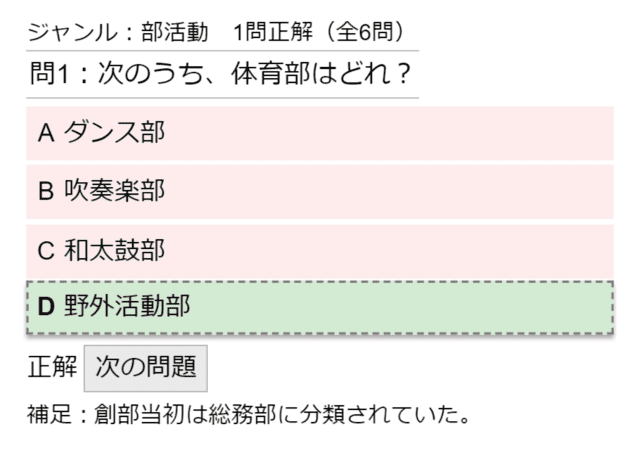 ジャンル：部活動　1問正解（全6問）
問1：次のうち、体育部はどれ？
A ダンス部
B 吹奏楽部
C 和太鼓部
D 野外活動部
正解 次の問題
補足：創部当初は総務部に分類されていた。